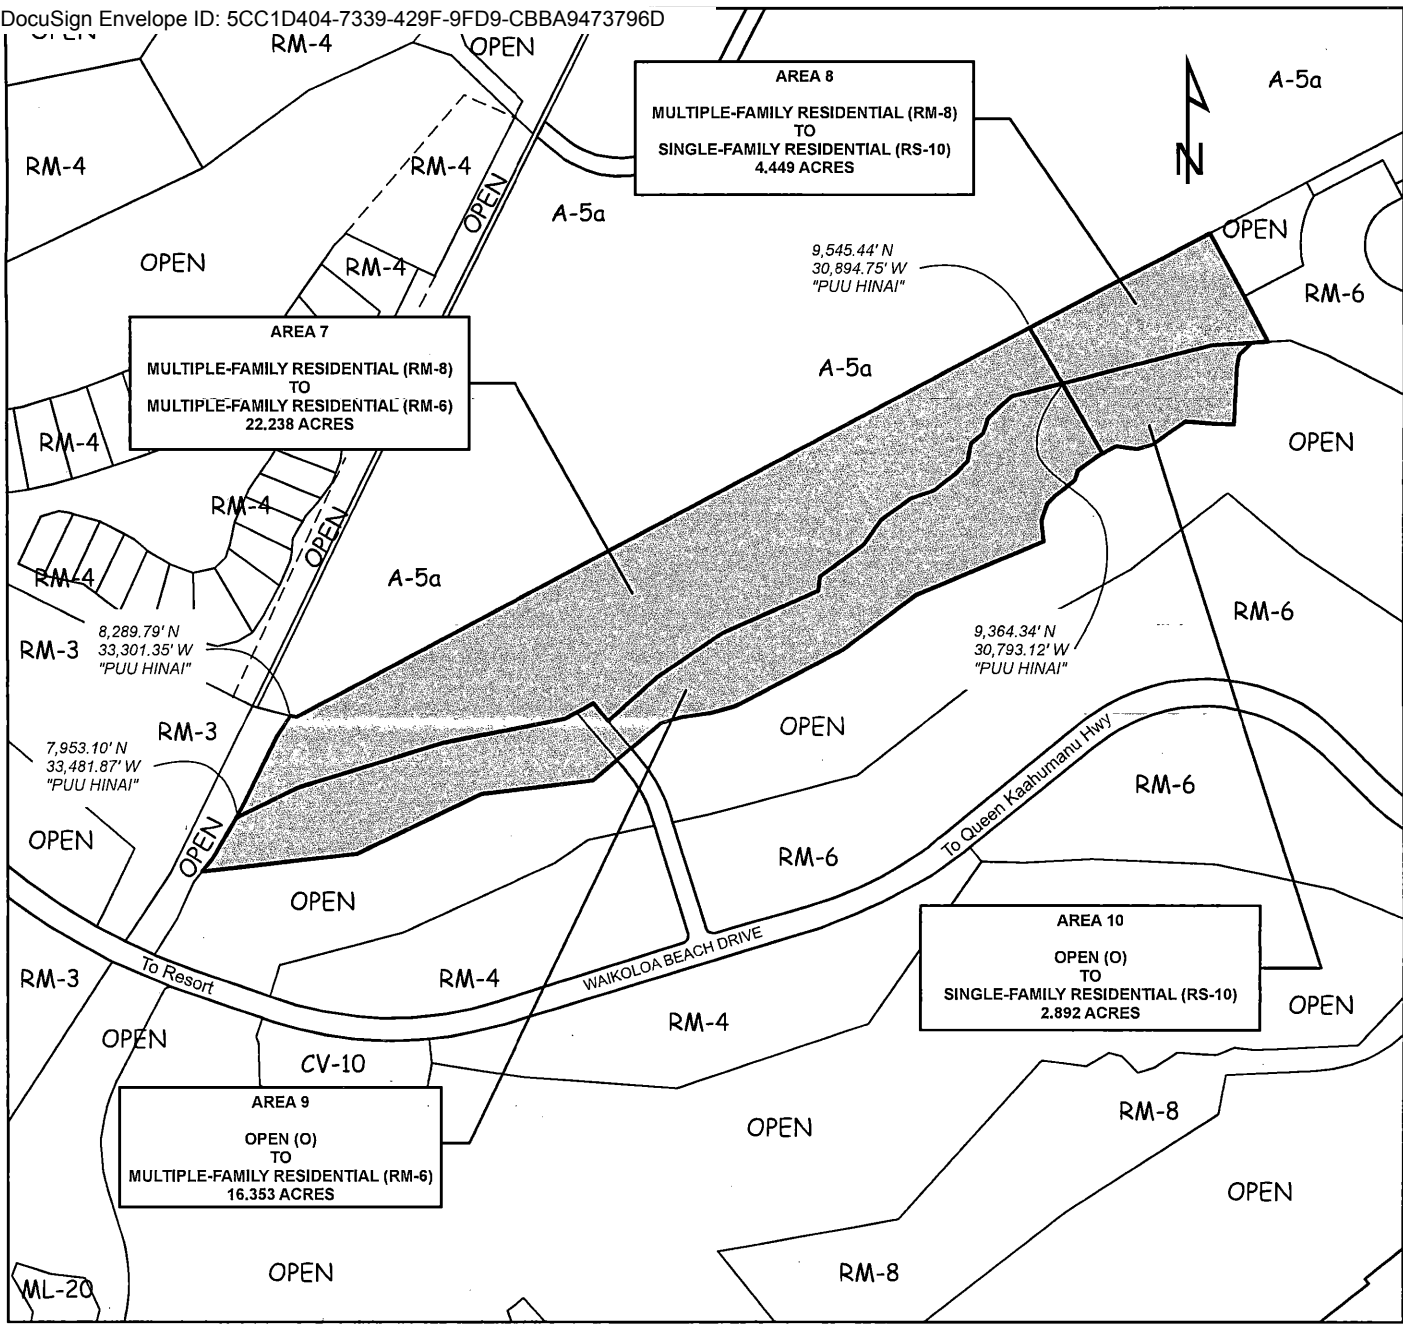 DocuSign Envelope ID: 5CC1D404-7339-429F-9FD9-CBBA9473796D
OPEN
RM-4
OPEN
A-5a
AREA 8
MULTIPLE-FAMILY RESIDENTIAL (RM-8)
TO
SINGLE-FAMILY RESIDENTIAL (RS-10)
4.449 ACRES
N
RM-4
RM-4
OPEN
A-5a
OPEN
RM-4
9,545.44' N
30,894.75' W
"PUU HINAI"
OPEN
RM-6
AREA 7
MULTIPLE-FAMILY RESIDENTIAL (RM-8)
TO
MULTIPLE-FAMILY RESIDENTIAL (RM-6)
22.238 ACRES
A-5a
RM-4
OPEN
RM-4
OPEN
RM-4
A-5a
8,289.79' N
33,301.35' W
"PUU HINAI"
RM-3
9,364.34' N
30,793.12' W
"PUU HINAI"
RM-6
RM-3
OPEN
7,953.10' N
33,481.87' W
"PUU HINAI"
To Queen Kaahumanu Hwy
RM-6
OPEN
OPEN
RM-6
OPEN
AREA 10
OPEN (O)
TO
SINGLE-FAMILY RESIDENTIAL (RS-10)
2.892 ACRES
RM-3
To Resort
RM-4
WAIKOLOA BEACH DRIVE
OPEN
RM-4
OPEN
CV-10
AREA 9
OPEN (O)
TO
MULTIPLE-FAMILY RESIDENTIAL (RM-6)
16.353 ACRES
OPEN
RM-8
OPEN
OPEN
RM-8
ML-20